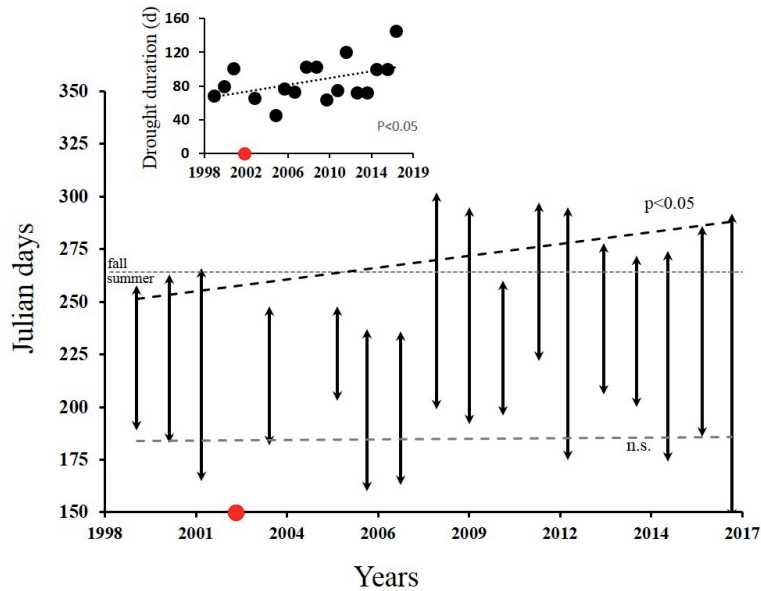 Drought duration (d)
160
120
80
40
0
P<0.05
1998 2002 2006 2010 2014 2019
Julian days
350
325
300
275
250
225
200
175
150
p<0.05
fall
summer
n.s.
1998 2001 2004 2006 2009 2012 2014 2017
Years